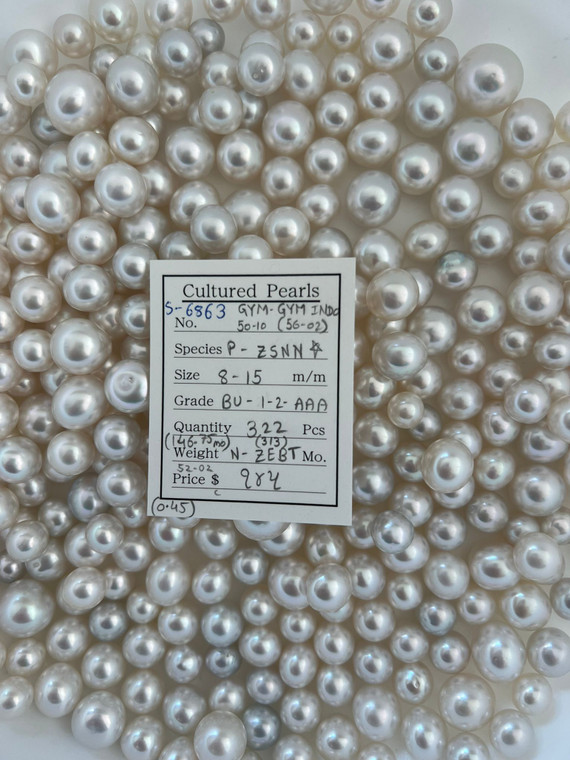 Cultured Pearls
S-6863 GYM-GYM INDO
No. 50-10 (56-02)
Species P - ZSNN
Size 8-15 m/m
Grade BU-1-2-AAA
Quantity 322 Pcs
(146.75mo) (313)
Weight N-ZEBT Mo.
52-02
Price $
(0.45)